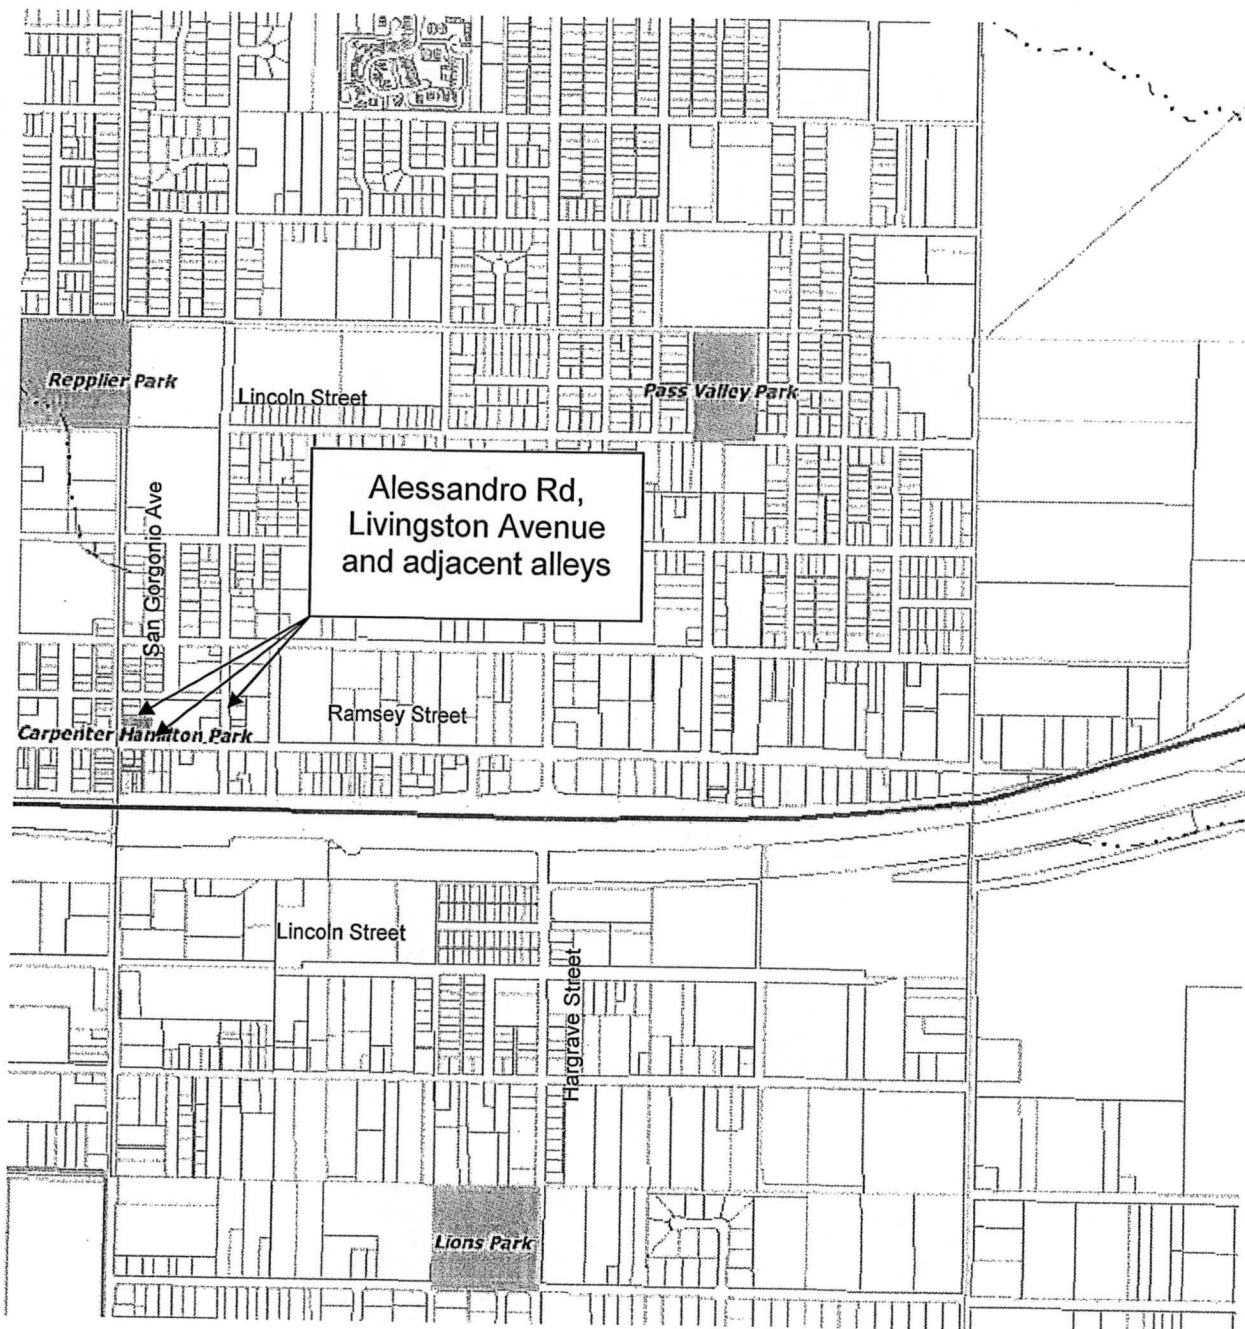 Repplier Park
Lincoln Street
Pass Valley Park
Alessandro Rd,
Livingston Avenue
and adjacent alleys
San Gorgonio Ave
Ramsey Street
Carpenter Hamilton Park
Lincoln Street
Hargrave Street
Lions Park